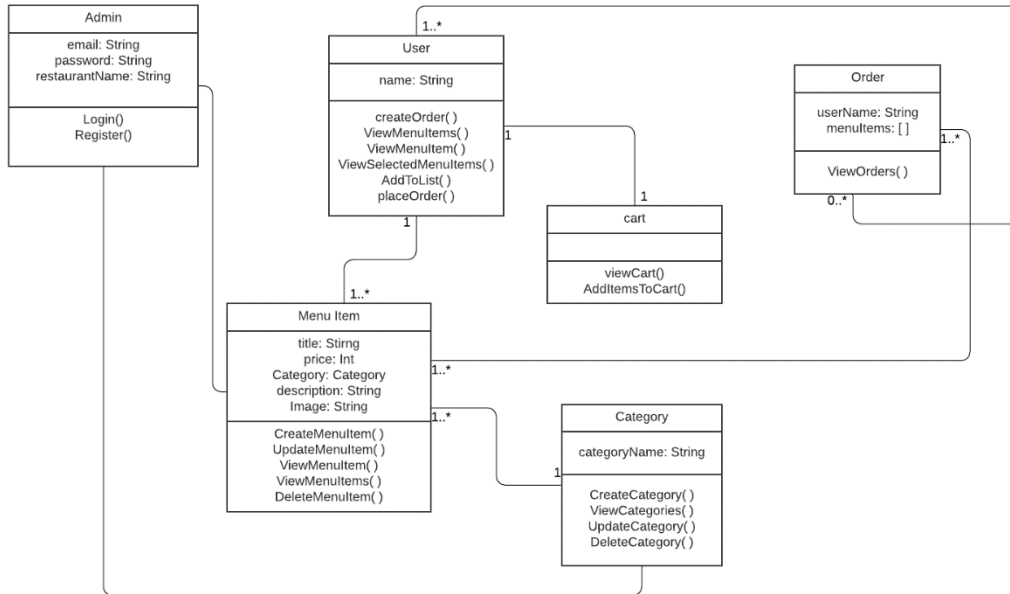 Admin
email: String
password: String
restaurantName: String
Login()
Register()
1..*
User
name: String
createOrder( )
ViewMenuItems( )
ViewMenuItem( )
ViewSelectedMenuItems( )
AddToList( )
placeOrder( )
1
1
Order
userName: String
menuItems: [ ]
ViewOrders( )
1..*
0..*
1
cart
viewCart()
AddItemsToCart()
1..*
Menu Item
title: Stirng
price: Int
Category: Category
description: String
Image: String
CreateMenuItem( )
UpdateMenuItem( )
ViewMenuItem( )
ViewMenuItems( )
DeleteMenuItem( )
1..*
1..*
1
Category
categoryName: String
CreateCategory( )
ViewCategories( )
UpdateCategory( )
DeleteCategory( )